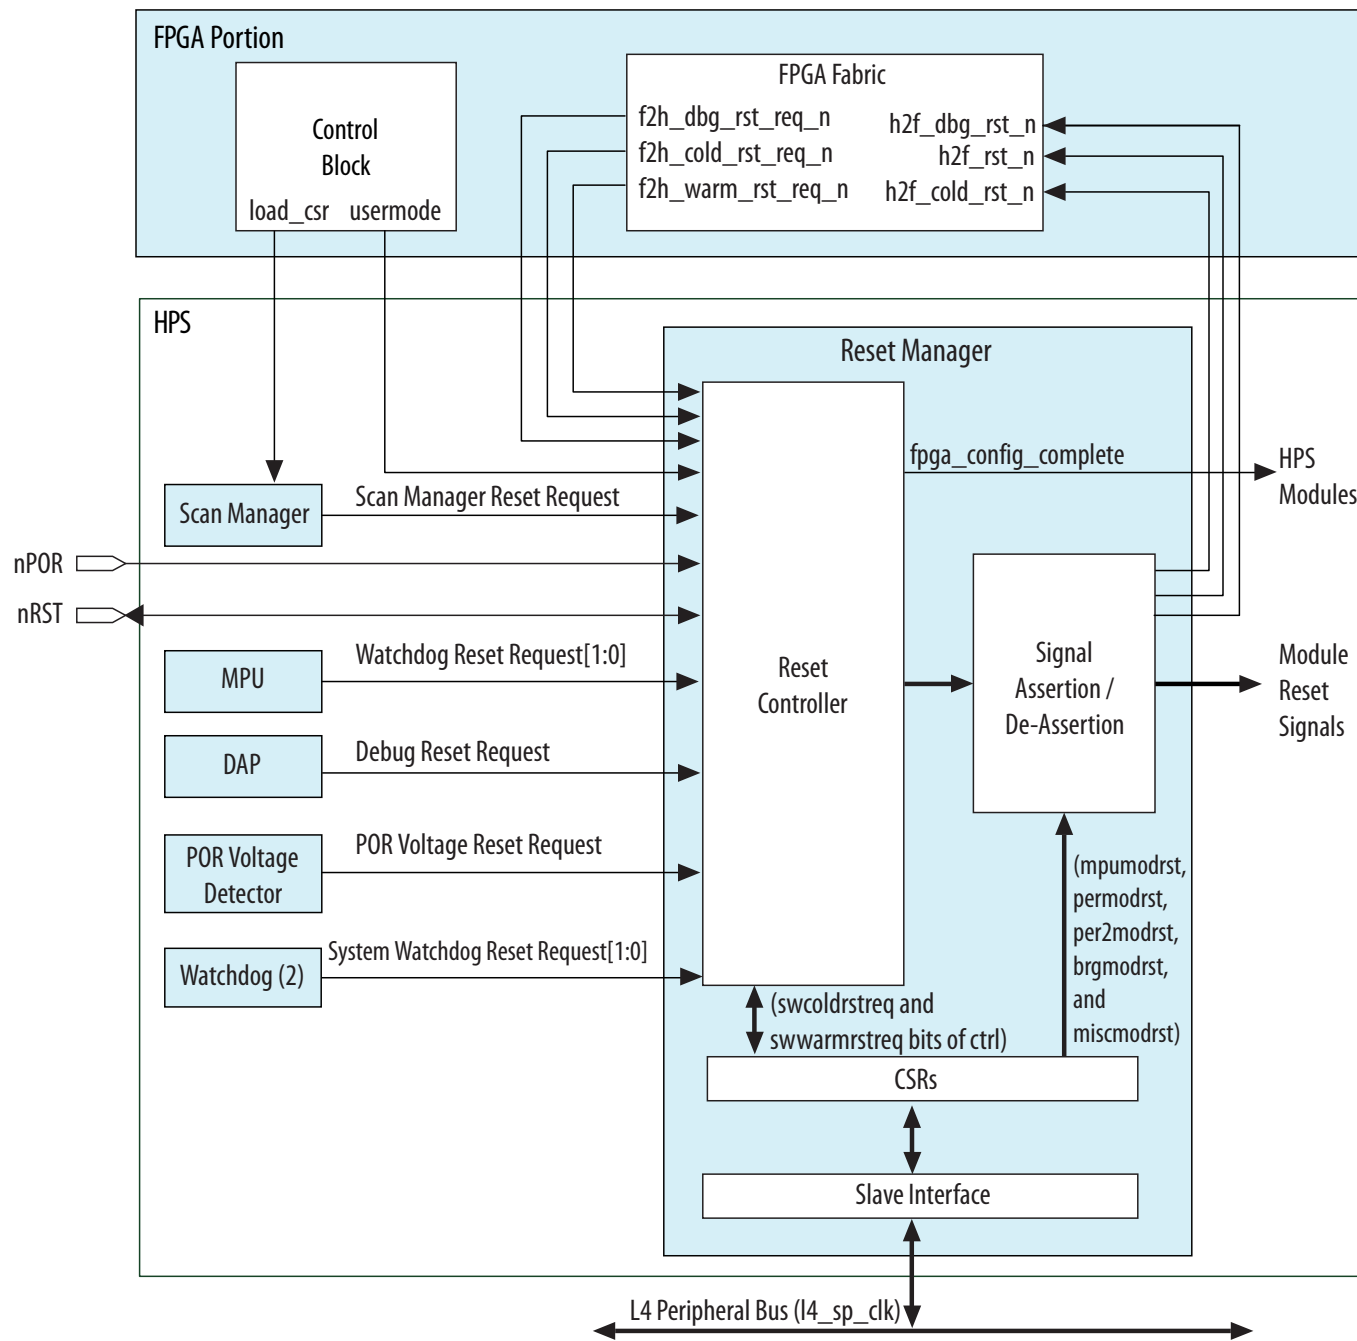 FPGA Portion
Control
Block
load_csr usermode
FPGA Fabric
f2h_dbg_rst_req_n
f2h_cold_rst_req_n
f2h_warm_rst_req_n
h2f_dbg_rst_n
h2f_rst_n
h2f_cold_rst_n
HPS
Reset Manager
fpga_config_complete
HPS
Modules
Scan Manager
Scan Manager Reset Request
nPOR
nRST
MPU
Watchdog Reset Request[1:0]
Reset
Controller
Signal
Assertion /
De-Assertion
Module
Reset
Signals
DAP
Debug Reset Request
POR Voltage
Detector
POR Voltage Reset Request
(mpumodrst,
permodrst,
per2modrst,
brgmodrst,
and
miscmodrst)
Watchdog (2)
System Watchdog Reset Request[1:0]
(swcoldrstreq and
swwarmrstreq bits of ctrl)
CSRs
Slave Interface
L4 Peripheral Bus (l4_sp_clk)